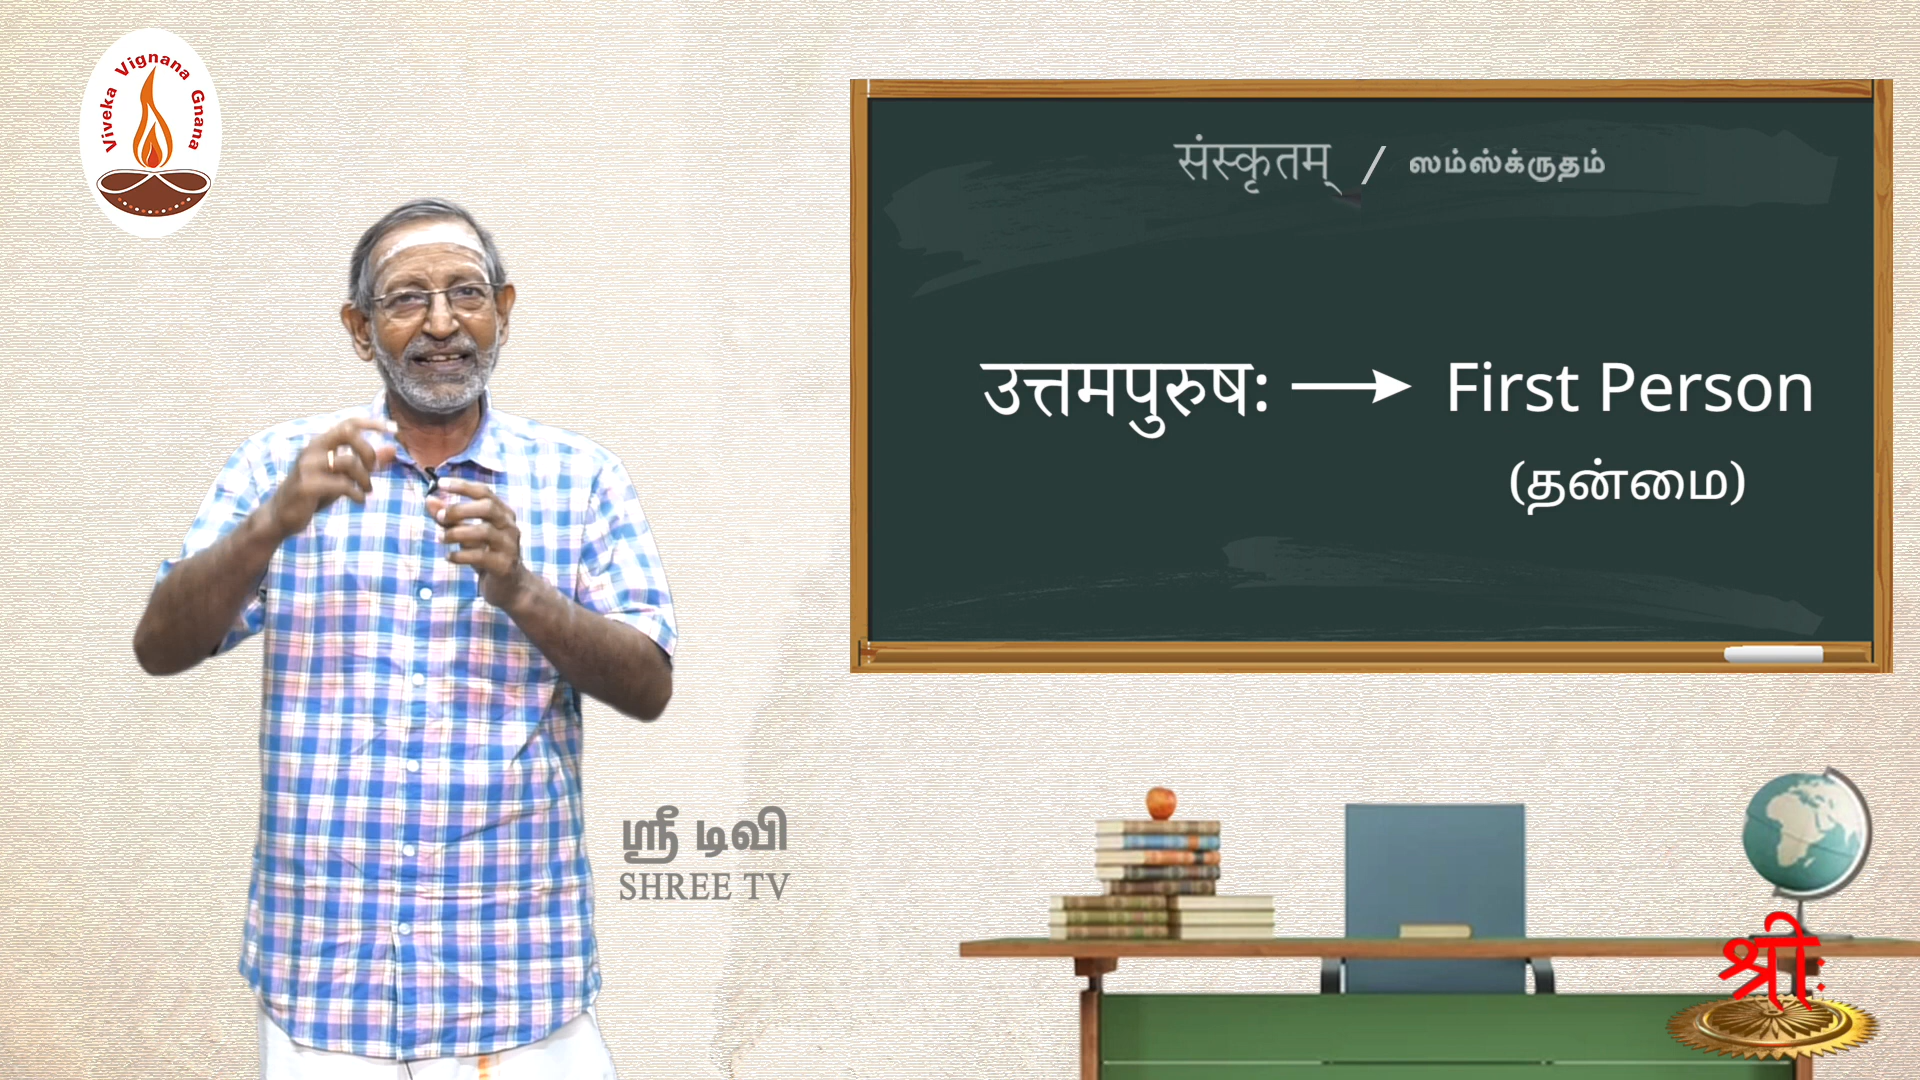 Viveka Vignana Gnana
संस्कृतम् / ஸம்ஸ்க்ருதம்
उत्तमपुरुष: → First Person
(தன்மை)
ஸ்ரீ டிவி
SHREE TV
श्रीः